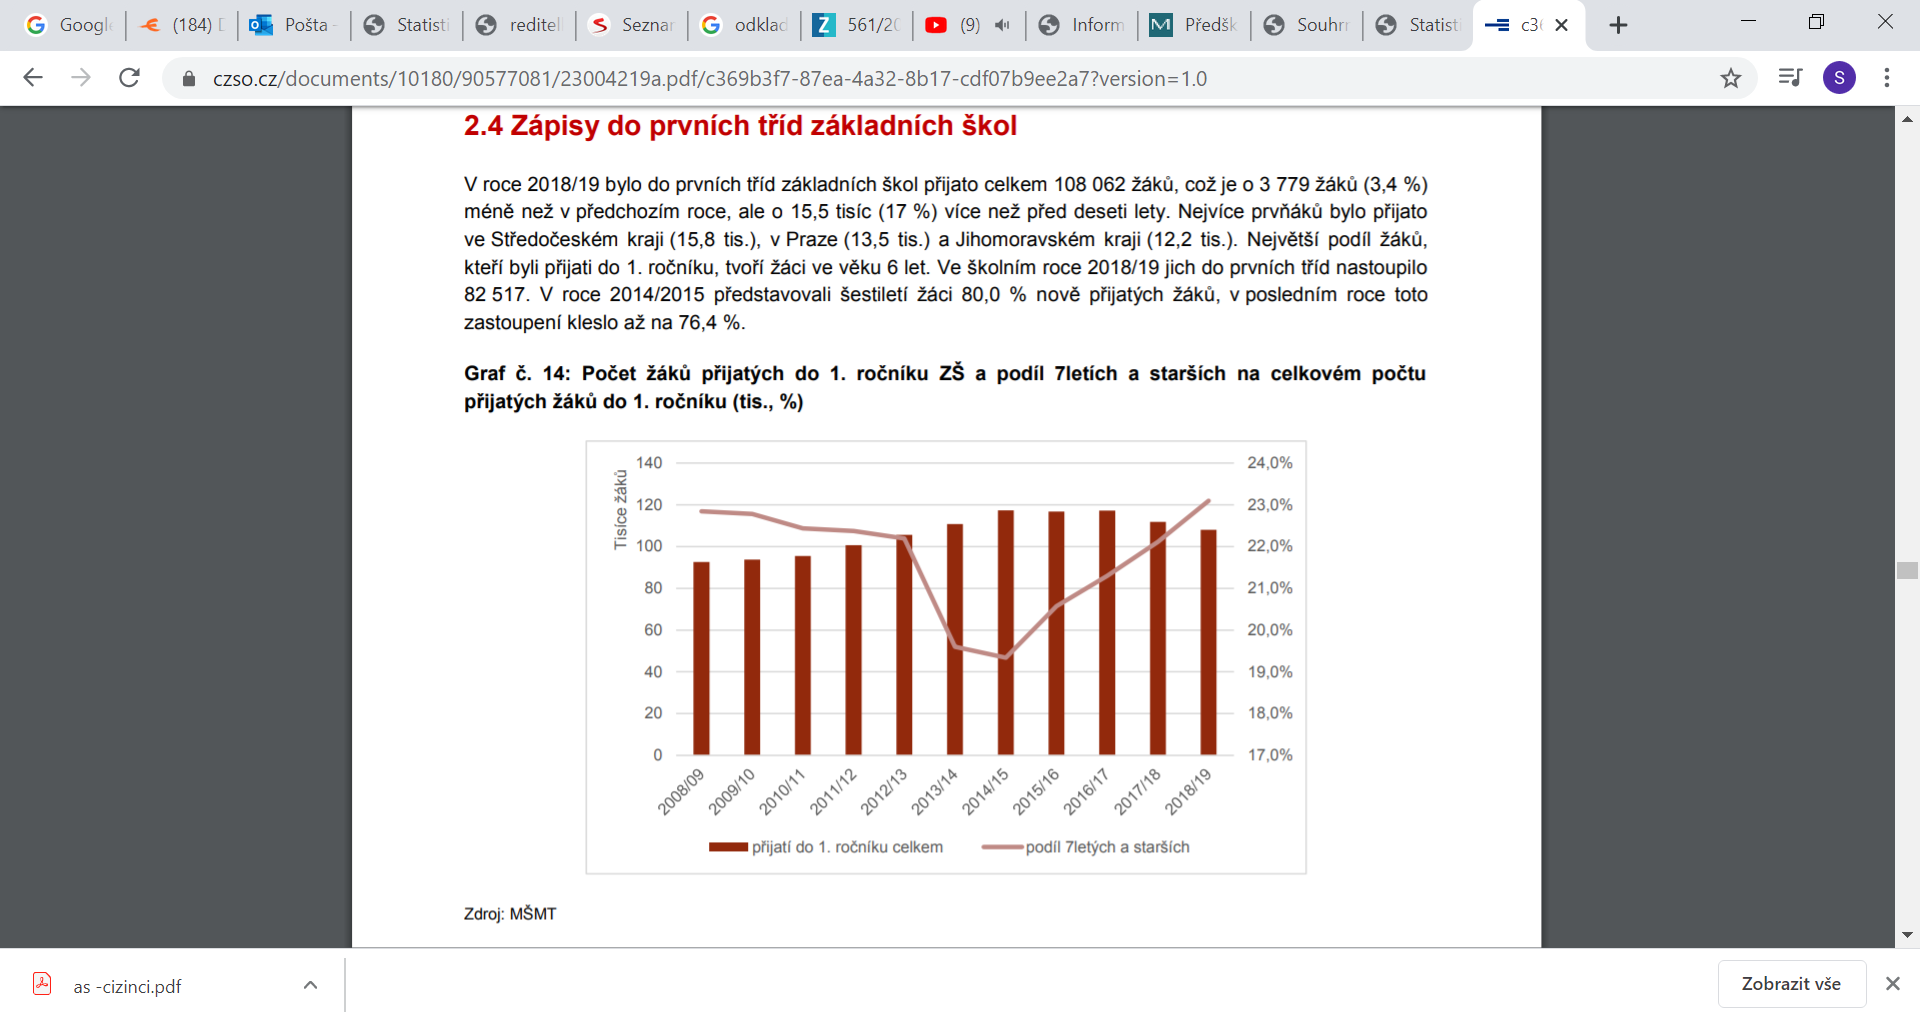 Google
(184) D
Pošta -
Statisti
reditel
Seznam
odklad
561/20
(9)
Inform
Předšk
Souhrn
Statisti
c36
czso.cz/documents/10180/90577081/23004219a.pdf/c369b3f7-87ea-4a32-8b17-cdf07b9ee2a7?version=1.0
S
2.4 Zápisy do prvních tříd základních škol
V roce 2018/19 bylo do prvních tříd základních škol přijato celkem 108 062 žáků, což je o 3 779 žáků (3,4 %)
méně než v předchozím roce, ale o 15,5 tisíc (17 %) více než před deseti lety. Nejvíce prvňáků bylo přijato
ve Středočeském kraji (15,8 tis.), v Praze (13,5 tis.) a Jihomoravském kraji (12,2 tis.). Největší podíl žáků,
kteří byli přijati do 1. ročníku, tvoří žáci ve věku 6 let. Ve školním roce 2018/19 jich do prvních tříd nastoupilo
82 517. V roce 2014/2015 představovali šestiletí žáci 80,0 % nově přijatých žáků, v posledním roce toto
zastoupení kleslo až na 76,4 %.
Graf č. 14: Počet žáků přijatých do 1. ročníku ZŠ a podíl 7letích a starších na celkovém počtu
přijatých žáků do 1. ročníku (tis., %)
Tisíce žáků
140
120
100
80
60
40
20
0
24,0%
23,0%
22,0%
21,0%
20,0%
19,0%
18,0%
17,0%
2008/09
2009/10
2010/11
2011/12
2012/13
2013/14
2014/15
2015/16
2016/17
2017/18
2018/19
přijatí do 1. ročníku celkem
podíl 7letých a starších
Zdroj: MŠMT
as -cizinci.pdf
Zobrazit vše